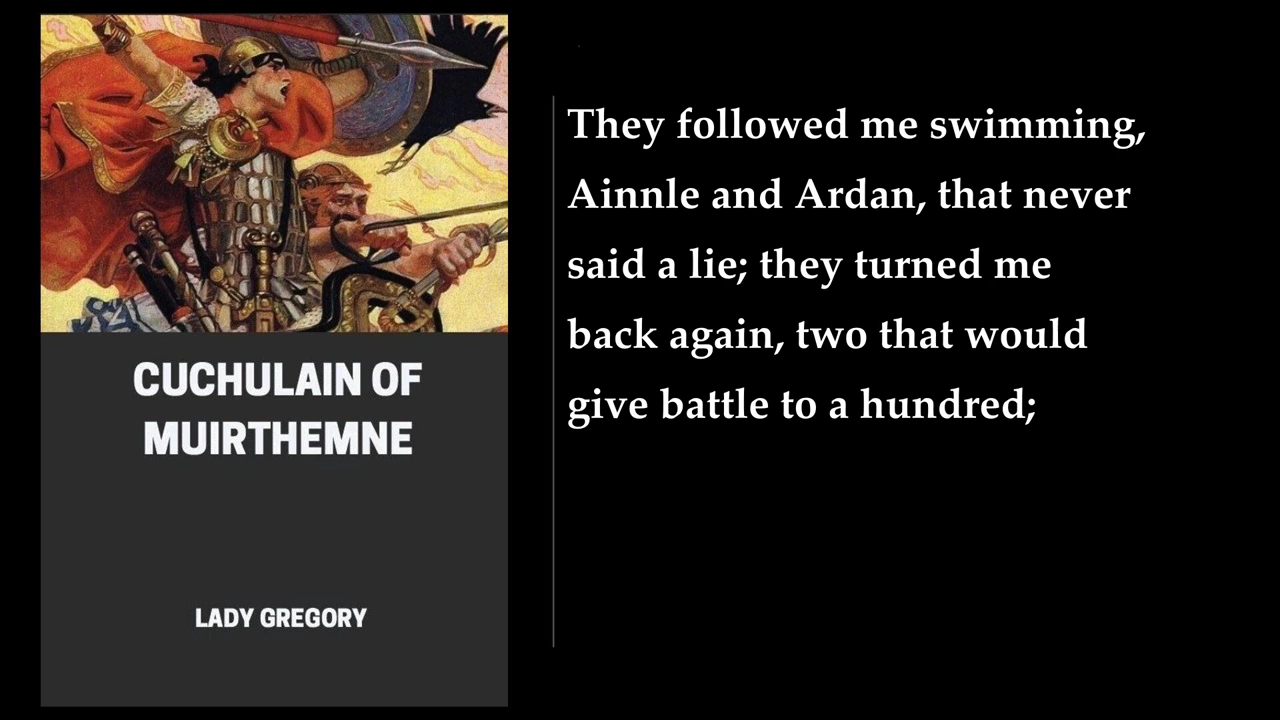 CUCHULAIN OF
MUIRTHEMNE
LADY GREGORY
They followed me swimming,
Ainnle and Ardan, that never
said a lie; they turned me
back again, two that would
give battle to a hundred;